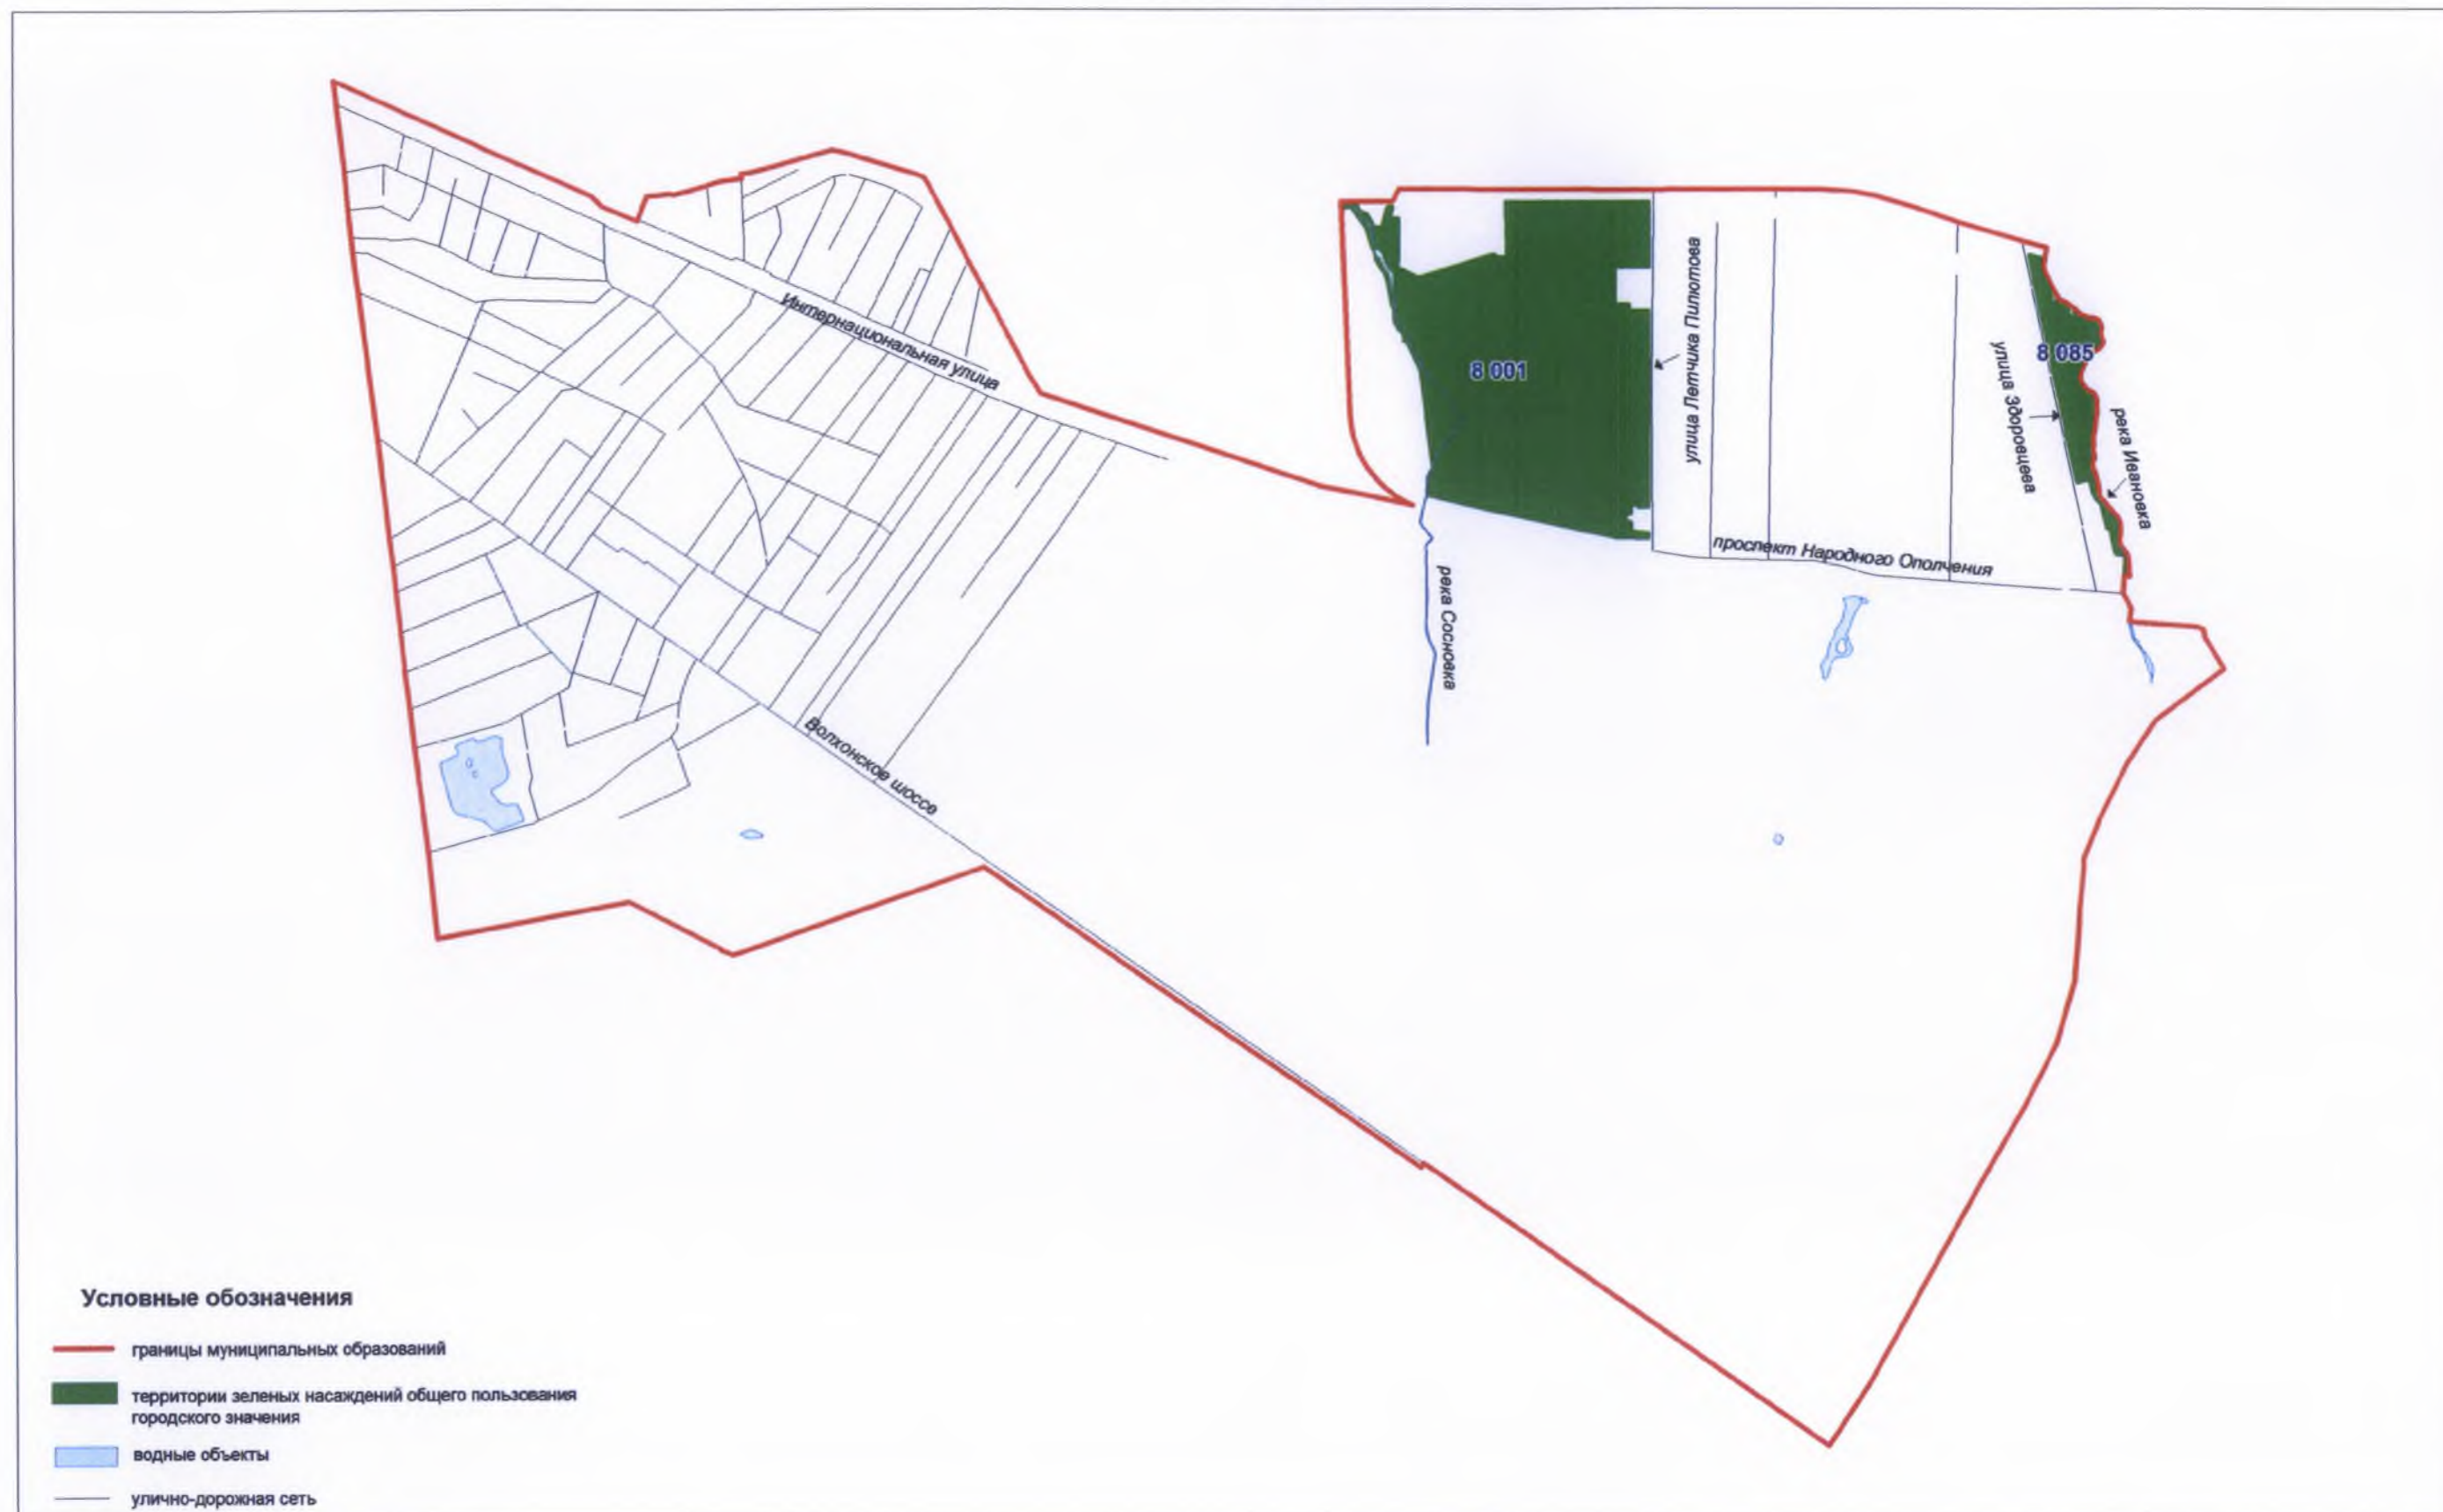 Интернациональная улица
Волхонское шоссе
8 001
улица Летчика Пилютова
8 085
улица Здоровцева
река Ивановка
проспект Народного Ополчения
река Сосновка
Условные обозначения
границы муниципальных образований
территории зеленых насаждений общего пользования
городского значения
водные объекты
улично-дорожная сеть